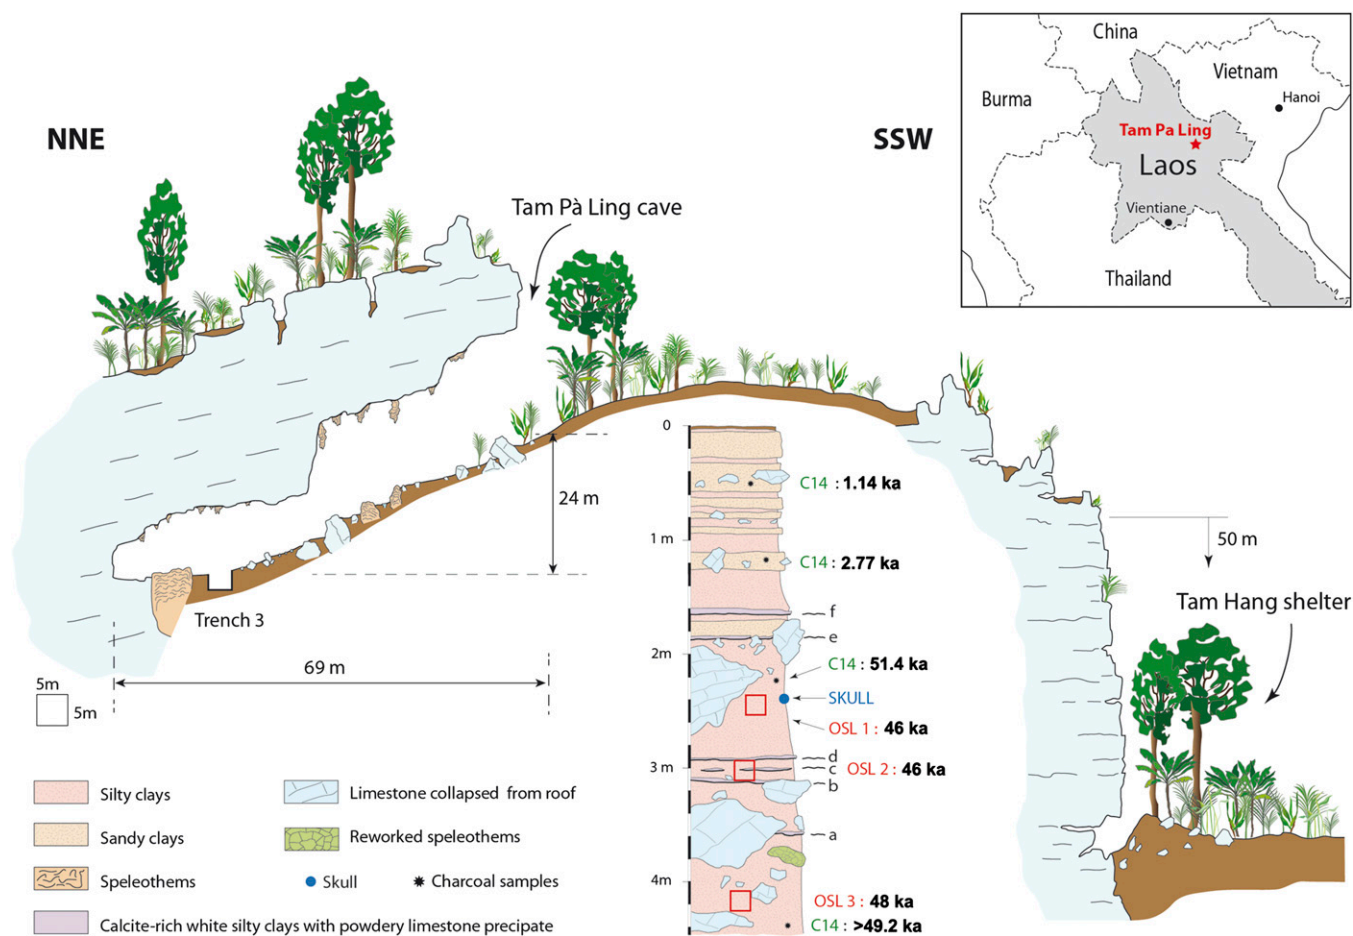 NNE
SSW
Tam Pà Ling cave
China
Vietnam
Burma
Hanoi
Tam Pa Ling
Laos
Vientiane
Thailand
24 m
Trench 3
69 m
5m
5m
50 m
Tam Hang shelter
0
C14 : 1.14 ka
1 m
C14 : 2.77 ka
f
e
2m
C14 : 51.4 ka
SKULL
OSL 1 : 46 ka
d
3 m
c
OSL 2 : 46 ka
b
a
4m
OSL 3 : 48 ka
C14 : >49.2 ka
Silty clays
Limestone collapsed from roof
Sandy clays
Reworked speleothems
Speleothems
Skull
Charcoal samples
Calcite-rich white silty clays with powdery limestone precipate